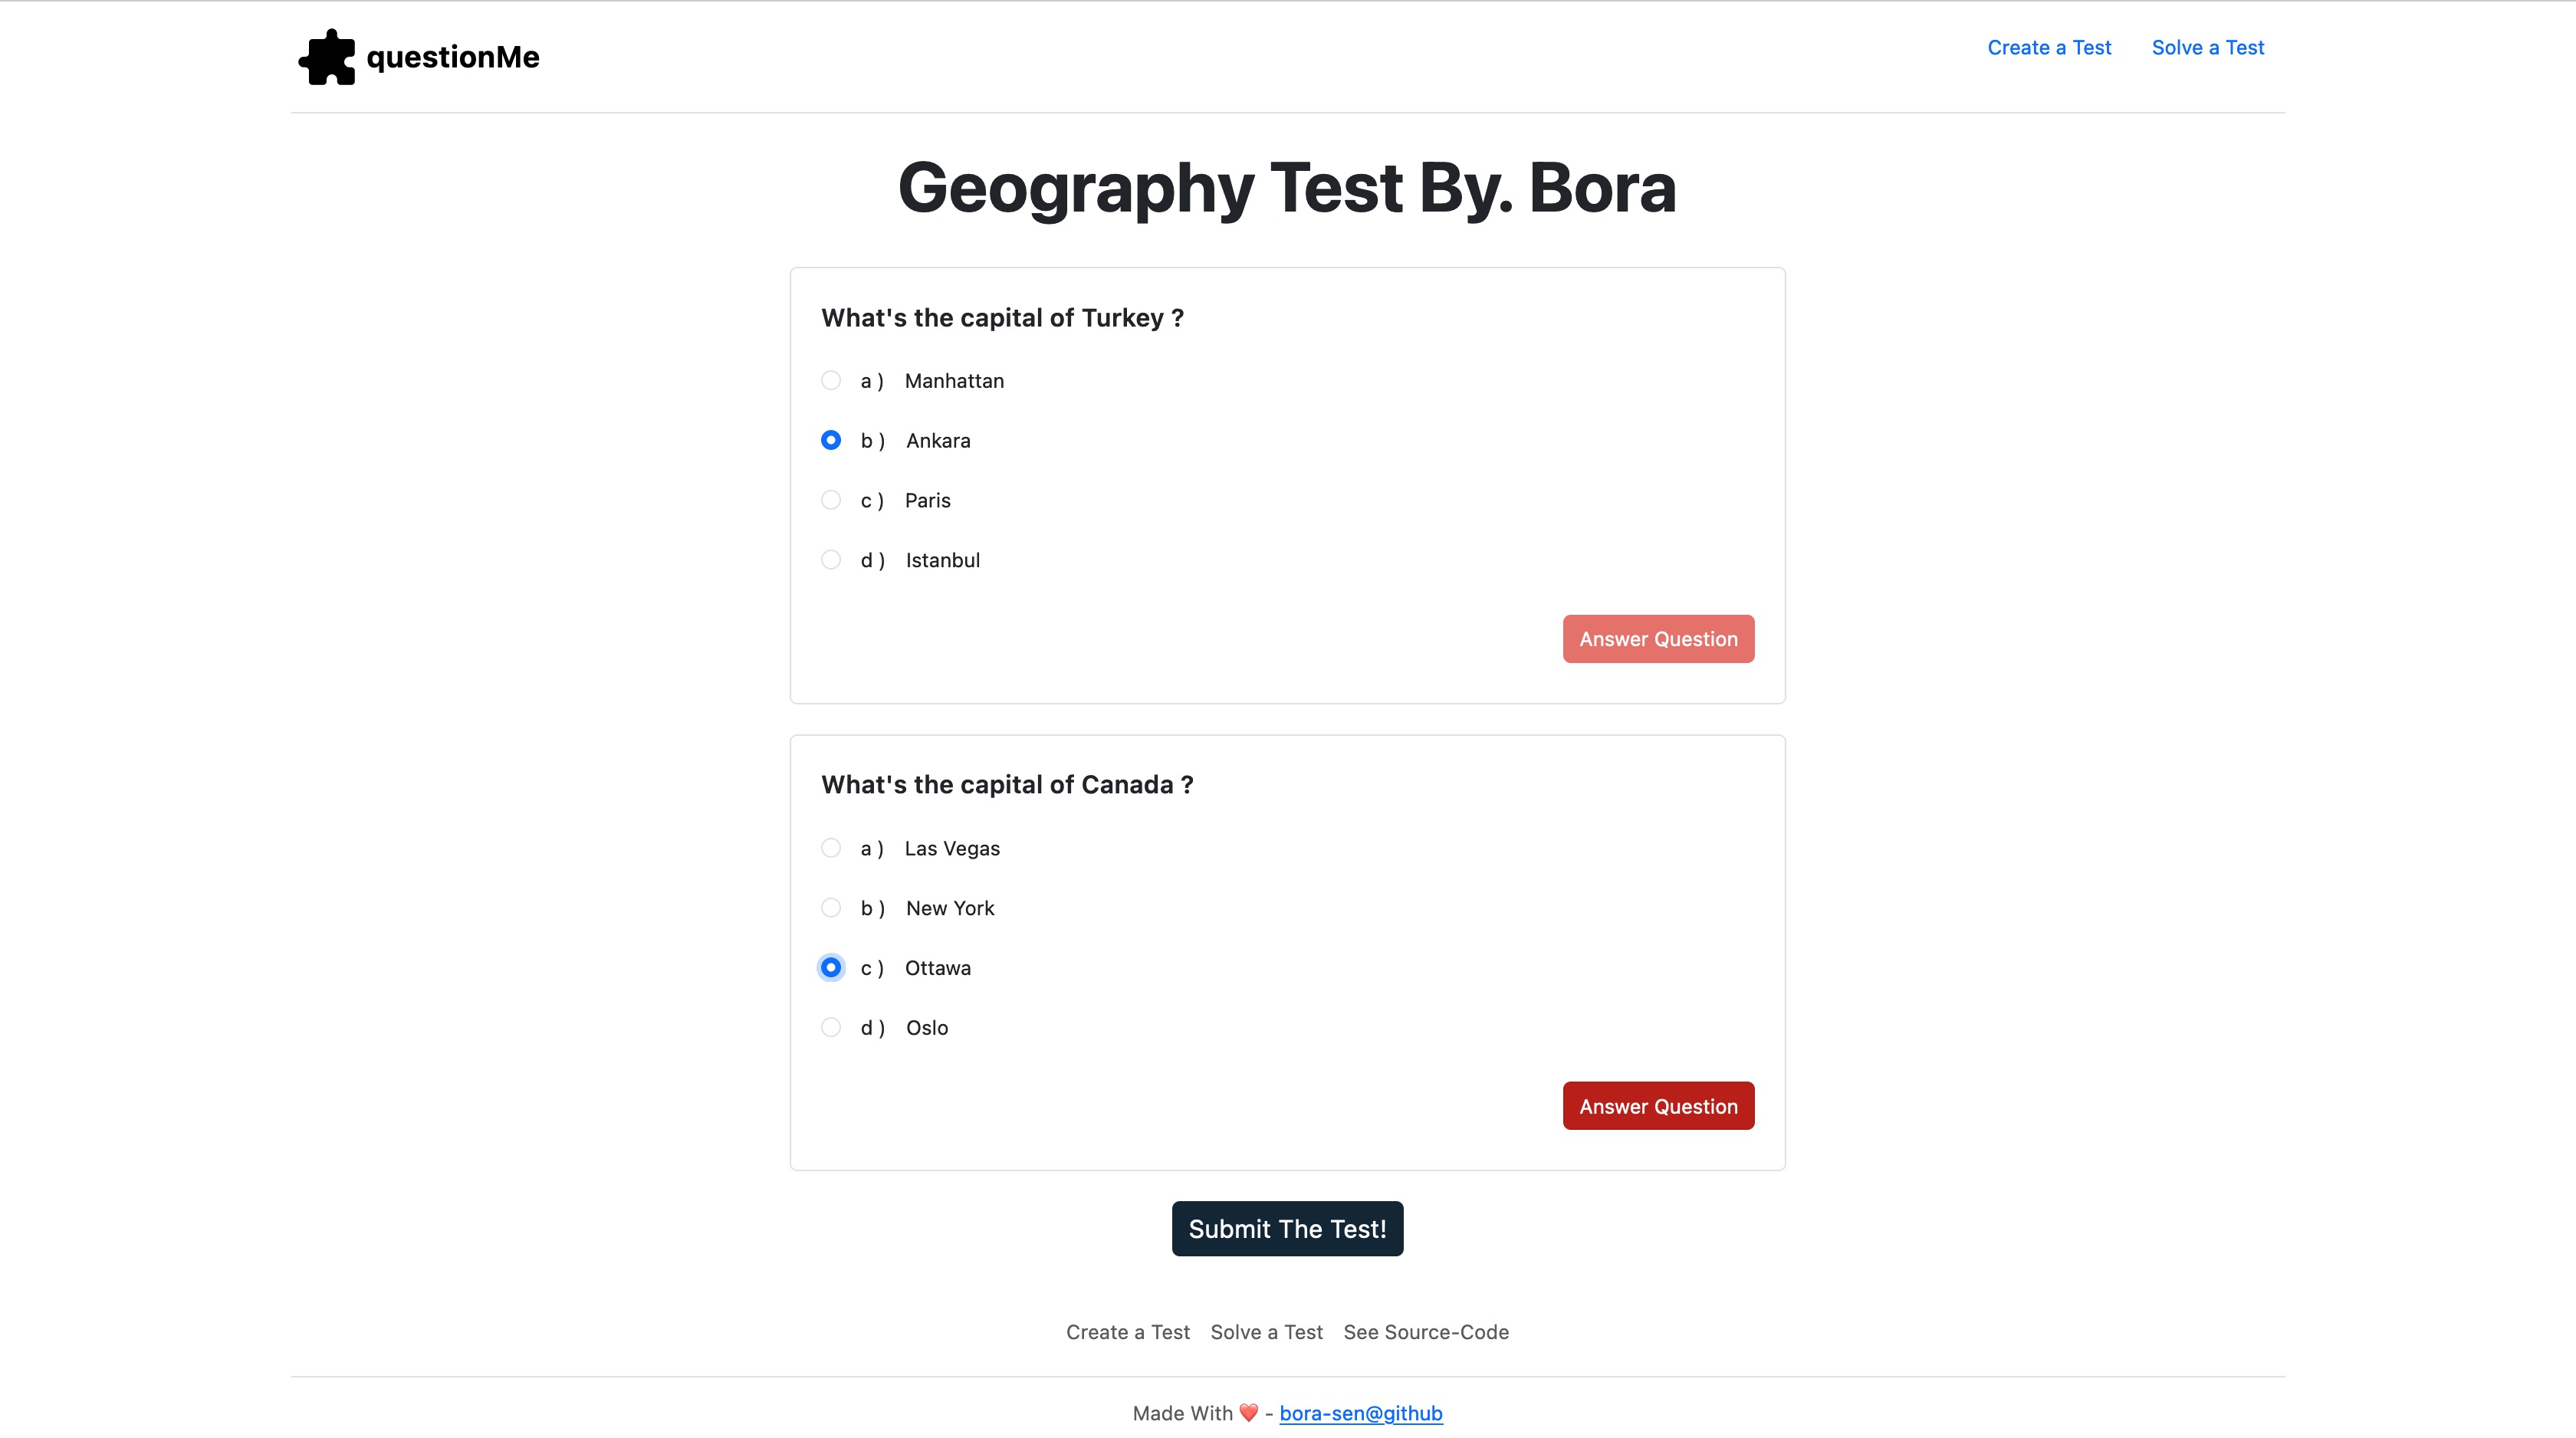 questionMe
Create a Test Solve a Test
Geography Test By. Bora
What's the capital of Turkey ?
a ) Manhattan
b ) Ankara
c ) Paris
d ) Istanbul
Answer Question
What's the capital of Canada ?
a ) Las Vegas
b ) New York
c ) Ottawa
d ) Oslo
Answer Question
Submit The Test!
Create a Test Solve a Test See Source-Code
Made With ❤️ - bora-sen@github